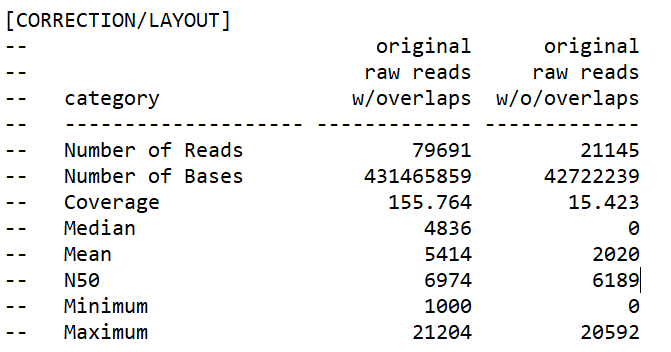 [CORRECTION/LAYOUT]
--                             original      original
--                            raw reads     raw reads
--   category                w/overlaps  w/o/overlaps
--   -------------------- ------------- -------------
--   Number of Reads              79691         21145
--   Number of Bases          431465859      42722239
--   Coverage                   155.764        15.423
--   Median                        4836             0
--   Mean                          5414          2020
--   N50                           6974          6189
--   Minimum                       1000             0
--   Maximum                      21204         20592